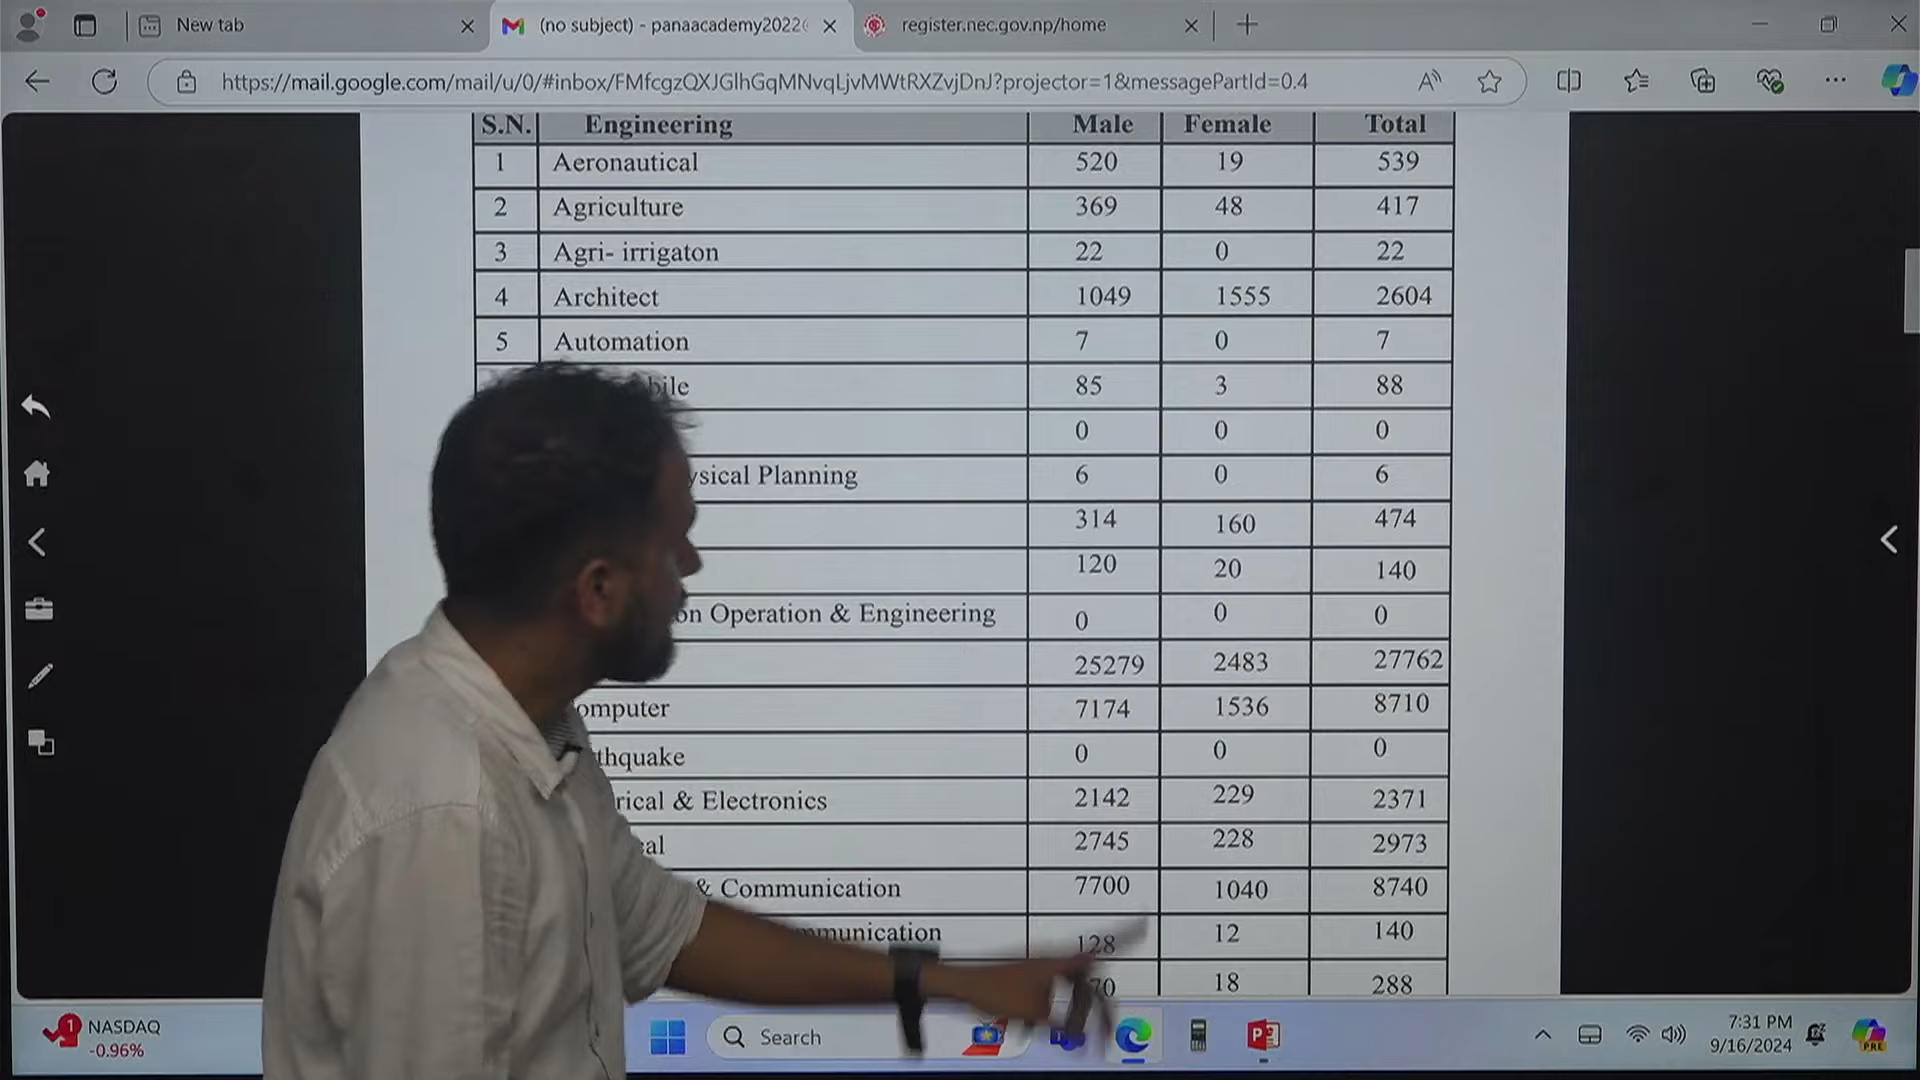 New tab
(no subject) - panaacademy2022
register.nec.gov.np/home
https://mail.google.com/mail/u/0/#inbox/FMfcgzQXJGlhGqMNvqLjvMWtRXZvjDnJ?projector=1&messagePartId=0.4
S.N. Engineering Male Female Total
1 Aeronautical 520 19 539
2 Agriculture 369 48 417
3 Agri- irrigaton 22 0 22
4 Architect 1049 1555 2604
5 Automation 7 0 7
bile 85 3 88
0 0 0
ysical Planning 6 0 6
314 160 474
120 20 140
on Operation & Engineering 0 0 0
25279 2483 27762
omputer 7174 1536 8710
thquake 0 0 0
rical & Electronics 2142 229 2371
al 2745 228 2973
& Communication 7700 1040 8740
mmunication 128 12 140
70 18 288
1 NASDAQ
-0.96%
Search
7:31 PM
9/16/2024
PRE